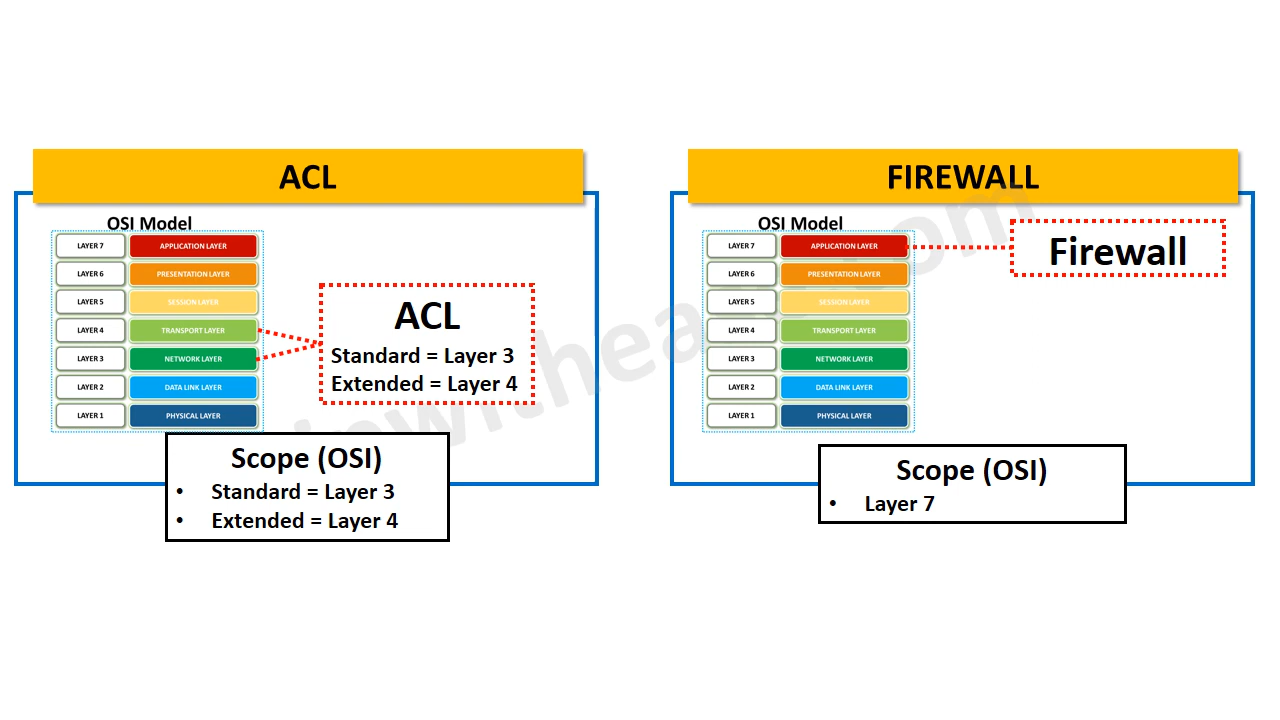 ACL
OSI Model
LAYER 7 APPLICATION LAYER
LAYER 6 PRESENTATION LAYER
LAYER 5 SESSION LAYER
LAYER 4 TRANSPORT LAYER
LAYER 3 NETWORK LAYER
LAYER 2 DATA LINK LAYER
LAYER 1 PHYSICAL LAYER
ACL
Standard = Layer 3
Extended = Layer 4
Scope (OSI)
• Standard = Layer 3
• Extended = Layer 4
FIREWALL
OSI Model
LAYER 7 APPLICATION LAYER
LAYER 6 PRESENTATION LAYER
LAYER 5 SESSION LAYER
LAYER 4 TRANSPORT LAYER
LAYER 3 NETWORK LAYER
LAYER 2 DATA LINK LAYER
LAYER 1 PHYSICAL LAYER
Firewall
Scope (OSI)
• Layer 7